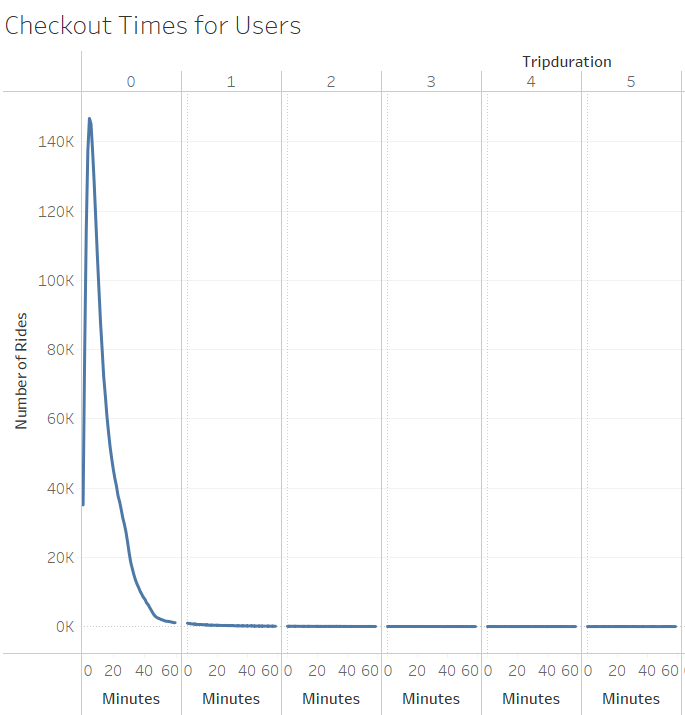 Checkout Times for Users
Tripduration
0 1 2 3 4 5
140K
120K
100K
80K
60K
40K
20K
0K
Number of Rides
0 20 40 60 0 20 40 60 0 20 40 60 0 20 40 60 0 20 40 60 0 20 40 60
Minutes Minutes Minutes Minutes Minutes Minutes